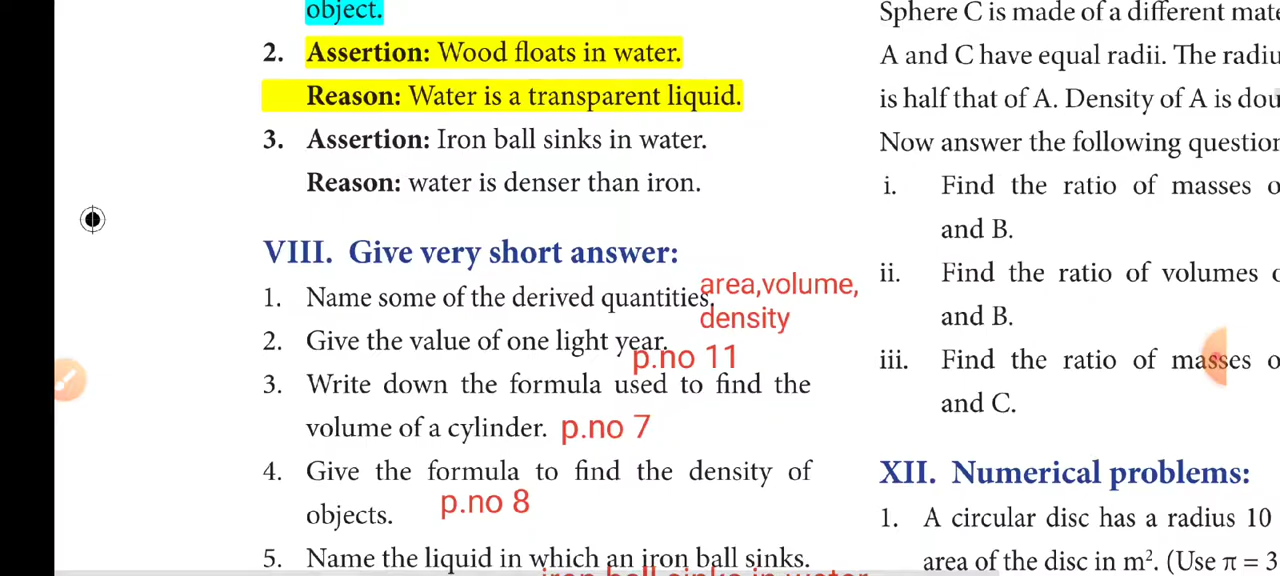 object.
2. Assertion: Wood floats in water.
Reason: Water is a transparent liquid.
3. Assertion: Iron ball sinks in water.
Reason: water is denser than iron.
VIII. Give very short answer:
1. Name some of the derived quantities.
area,volume,
density
2. Give the value of one light year.
p.no 11
3. Write down the formula used to find the
volume of a cylinder. p.no 7
4. Give the formula to find the density of
objects. p.no 8
5. Name the liquid in which an iron ball sinks.
iron ball sinks in water
Sphere C is made of a different
A and C have equal radii. The
is half that of A. Density of A is
Now answer the following
i. Find the ratio of masses
and B.
ii. Find the ratio of volumes
and B.
iii. Find the ratio of masses
and C.
XII. Numerical problems:
1. A circular disc has a radius 10
area of the disc in m². (Use π = 3